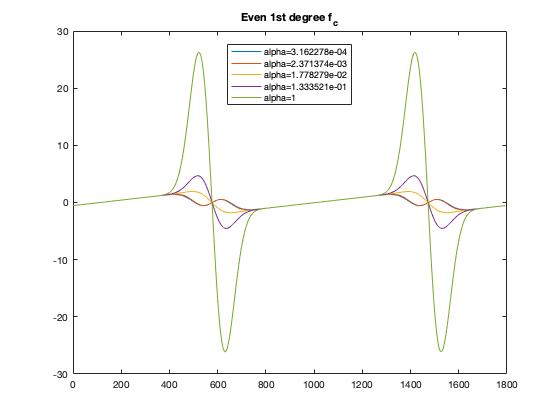 Even 1st degree f_c
30
alpha=3.162278e-04
alpha=2.371374e-03
alpha=1.778279e-02
alpha=1.333521e-01
alpha=1
20
10
0
-10
-20
-30
0 200 400 600 800 1000 1200 1400 1600 1800